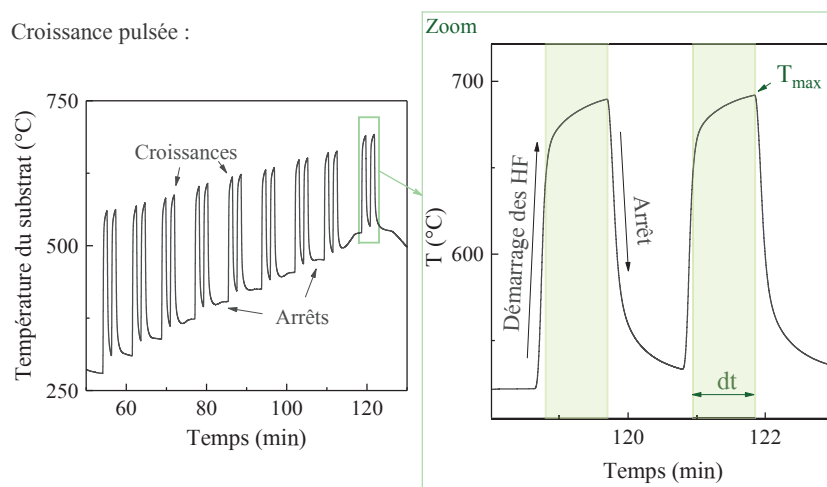 Croissance pulsée :
Zoom
Température du substrat (°C)
750
500
250
60
80
100
120
Temps (min)
Croissances
Arrêts
T (°C)
700
600
120
122
Temps (min)
Démarrage des HF
Arrêt
Tmax
dt